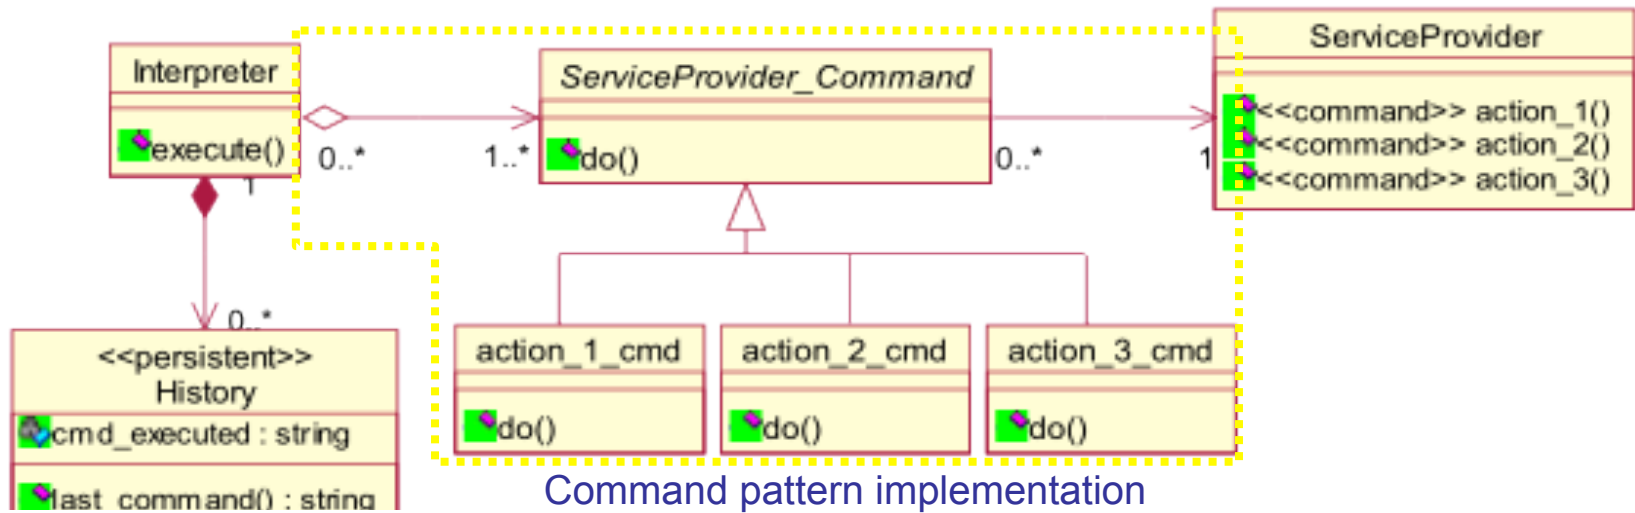 Interpreter
execute()
0..*
1..*
1
ServiceProvider_Command
do()
0..*
1
ServiceProvider
<<command>> action_1()
<<command>> action_2()
<<command>> action_3()
0..*
<<persistent>>
History
cmd_executed : string
last_command() : string
action_1_cmd
do()
action_2_cmd
do()
action_3_cmd
do()
Command pattern implementation